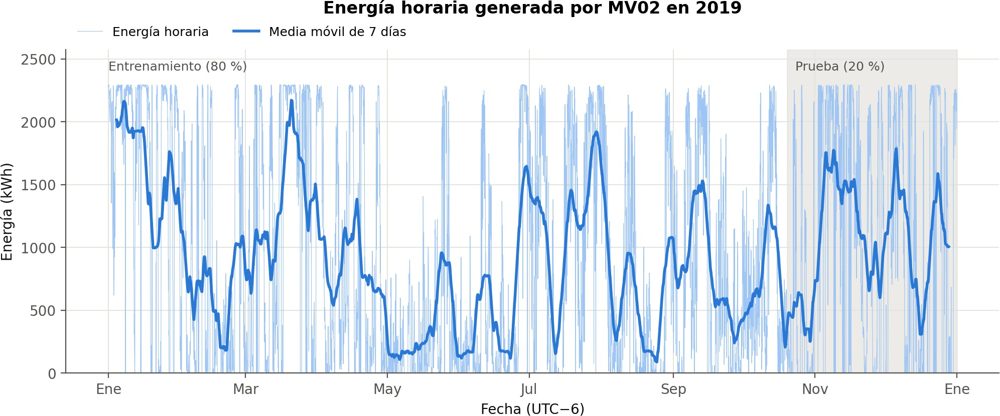 Energía horaria generada por MV02 en 2019
Energía horaria
Media móvil de 7 días
Entrenamiento (80 %)
Prueba (20 %)
Energía (kWh)
2500
2000
1500
1000
500
0
Ene
Mar
May
Jul
Sep
Nov
Ene
Fecha (UTC−6)